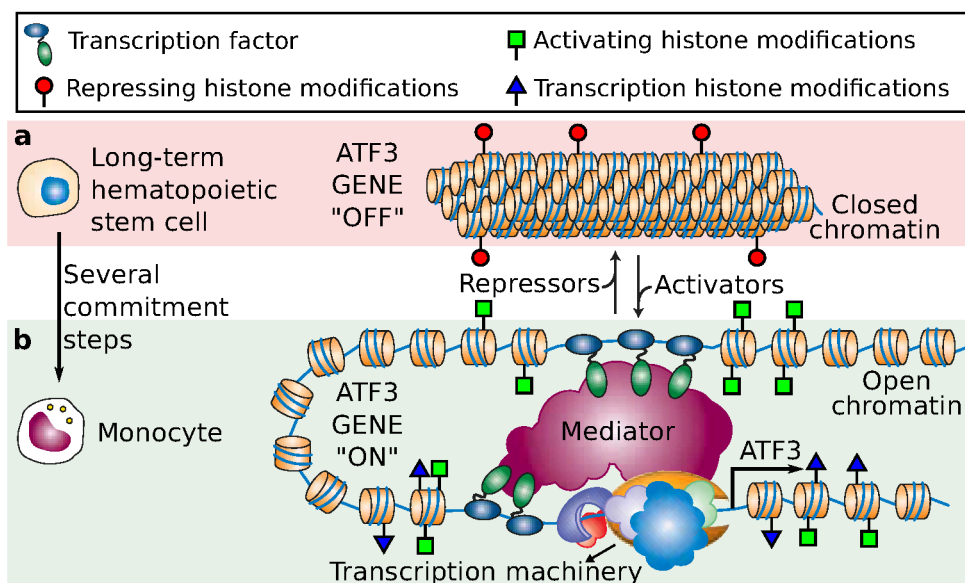 Transcription factor
Activating histone modifications
Repressing histone modifications
Transcription histone modifications
a
Long-term
hematopoietic
stem cell
ATF3
GENE
"OFF"
Closed
chromatin
Several
commitment
steps
Repressors
Activators
b
Monocyte
ATF3
GENE
"ON"
Mediator
Open
chromatin
ATF3
Transcription machinery